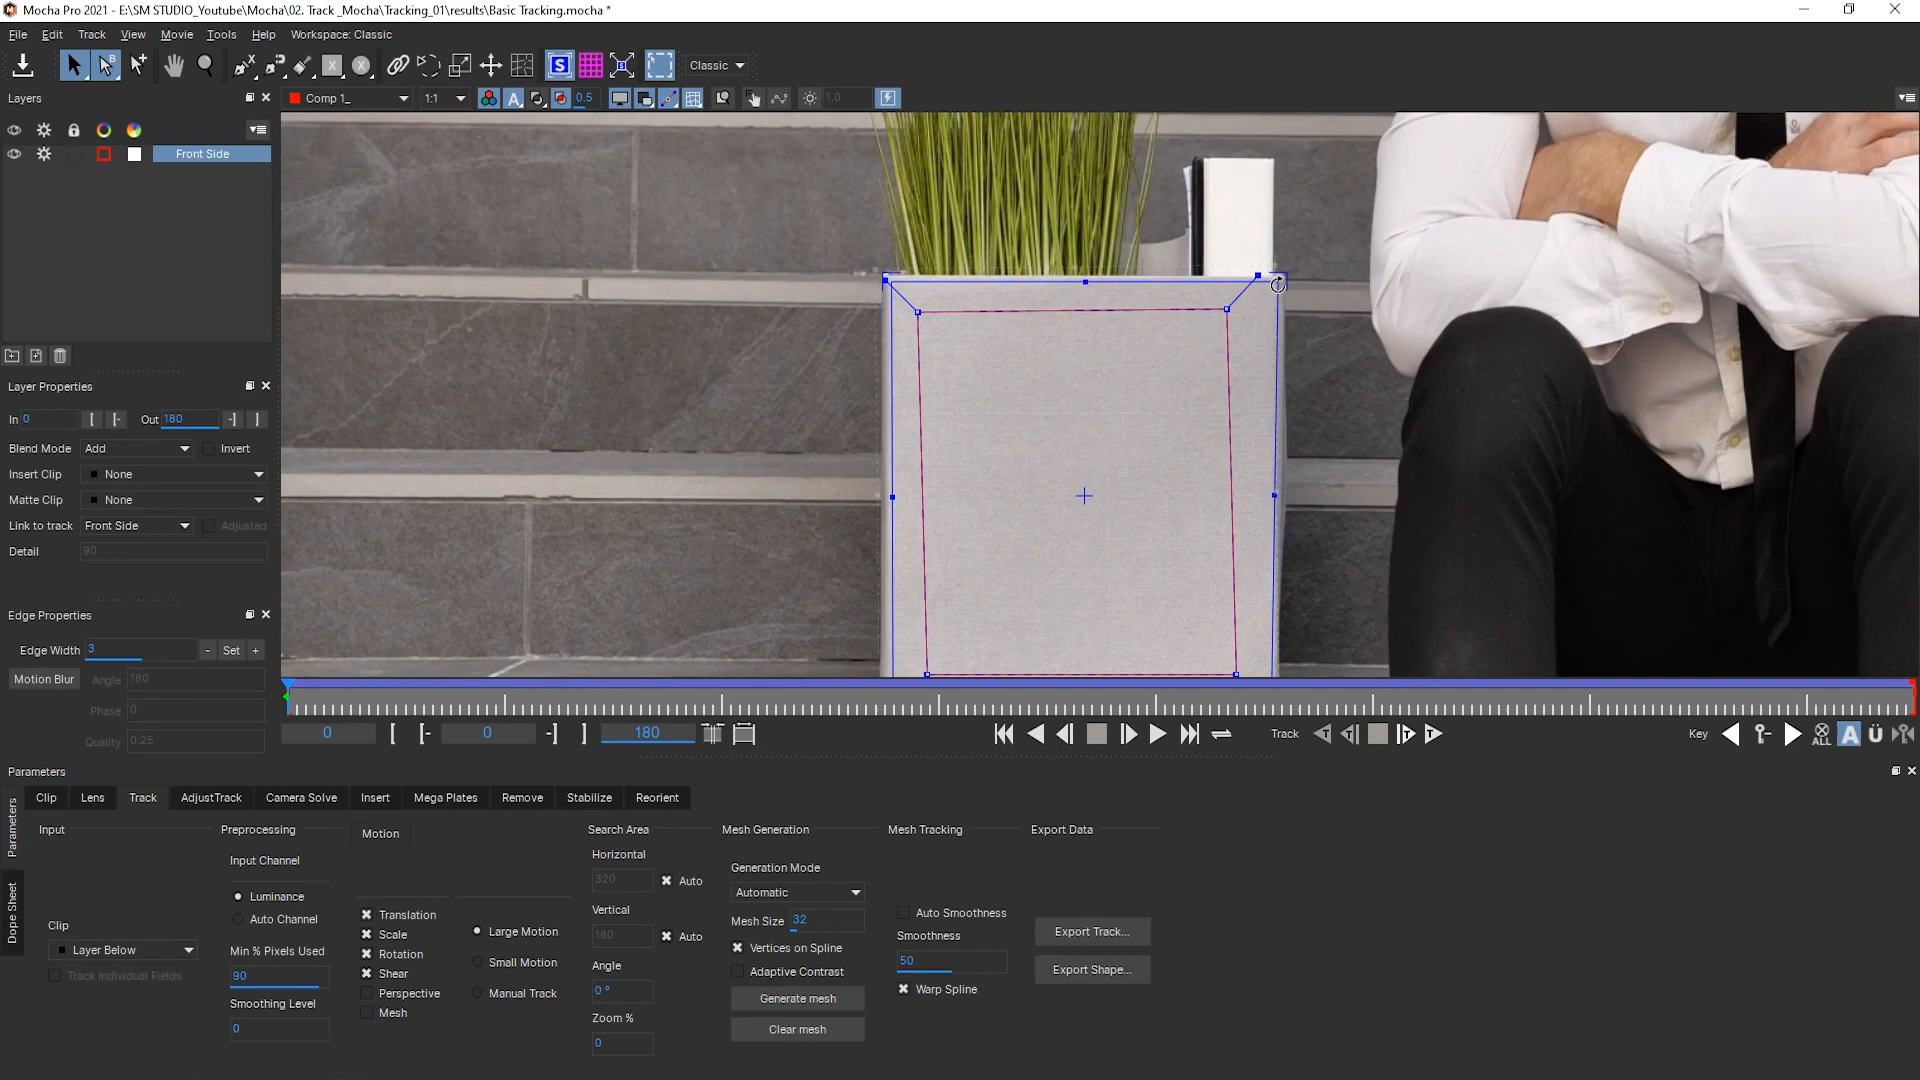 Mocha Pro 2021 - E:\SM STUDIO_Youtube\Mocha\02. Track _Mocha\Tracking_01\results\Basic Tracking.mocha *
File Edit Track View Movie Tools Help Workspace: Classic
S Classic
Layers Comp 1_ 1:1 A 0.5 1.0
Front Side
Layer Properties
In 0 [ [- Out 180 -] ]
Blend Mode Add Invert
Insert Clip None
Matte Clip None
Link to track Front Side Adjusted
Detail 90
Edge Properties
Edge Width 3 - Set +
Motion Blur Angle 180
Phase 0
Quality 0.25
0 [ [- 0 -] ] 180 Track T T T T Key ALL A Ü
Parameters
Parameters
Dope Sheet
Clip Lens Track AdjustTrack Camera Solve Insert Mega Plates Remove Stabilize Reorient
Input
Clip
Layer Below
Track Individual Fields
Preprocessing
Input Channel
Luminance
Auto Channel
Min % Pixels Used
90
Smoothing Level
0
Motion
Translation
Scale
Rotation
Shear
Perspective
Mesh
Large Motion
Small Motion
Manual Track
Search Area
Horizontal
320 Auto
Vertical
180 Auto
Angle
0 °
Zoom %
0
Mesh Generation
Generation Mode
Automatic
Mesh Size 32
Vertices on Spline
Adaptive Contrast
Generate mesh
Clear mesh
Mesh Tracking
Auto Smoothness
Smoothness
50
Warp Spline
Export Data
Export Track...
Export Shape...